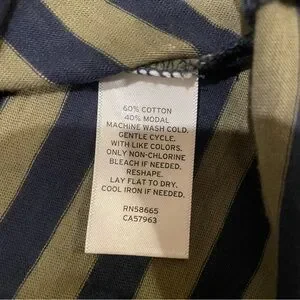 60% COTTON
40% MODAL
MACHINE WASH COLD.
GENTLE CYCLE.
WITH LIKE COLORS.
ONLY NON-CHLORINE
BLEACH IF NEEDED.
RESHAPE.
LAY FLAT TO DRY.
COOL IRON IF NEEDED.
RN58665
CA57963